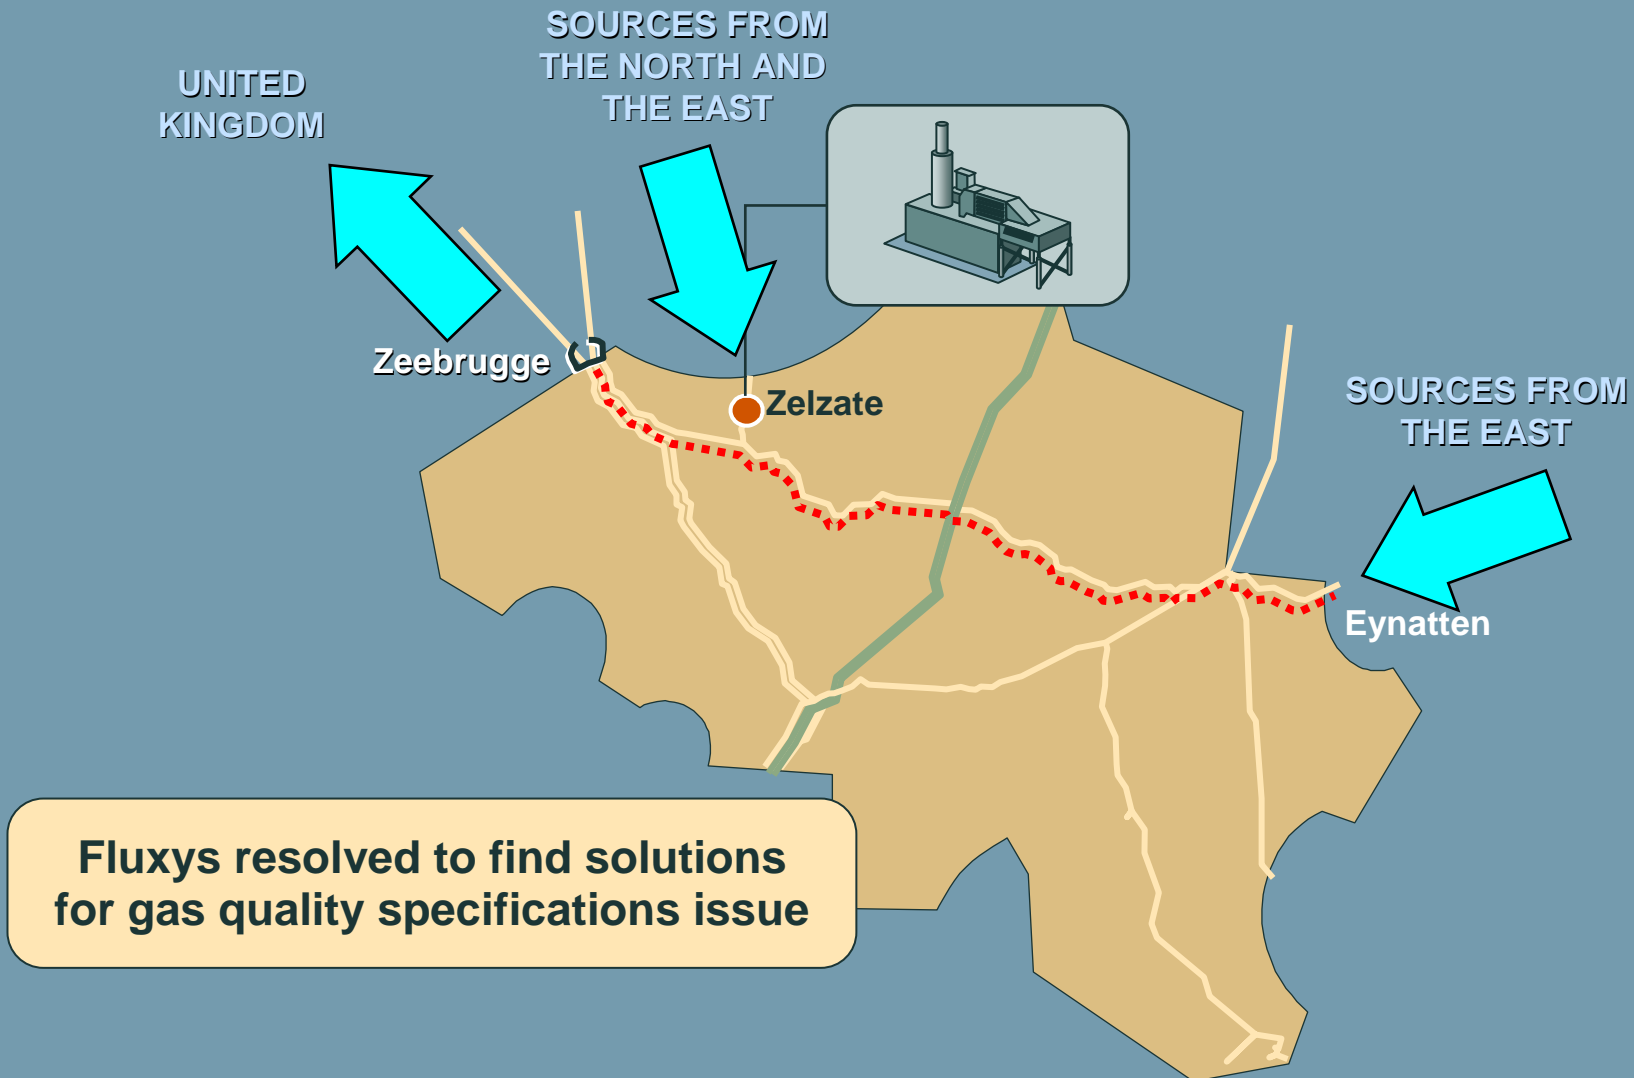 SOURCES FROM
THE NORTH AND
THE EAST
UNITED
KINGDOM
Zeebrugge
Zelzate
SOURCES FROM
THE EAST
Eynatten
Fluxys resolved to find solutions
for gas quality specifications issue